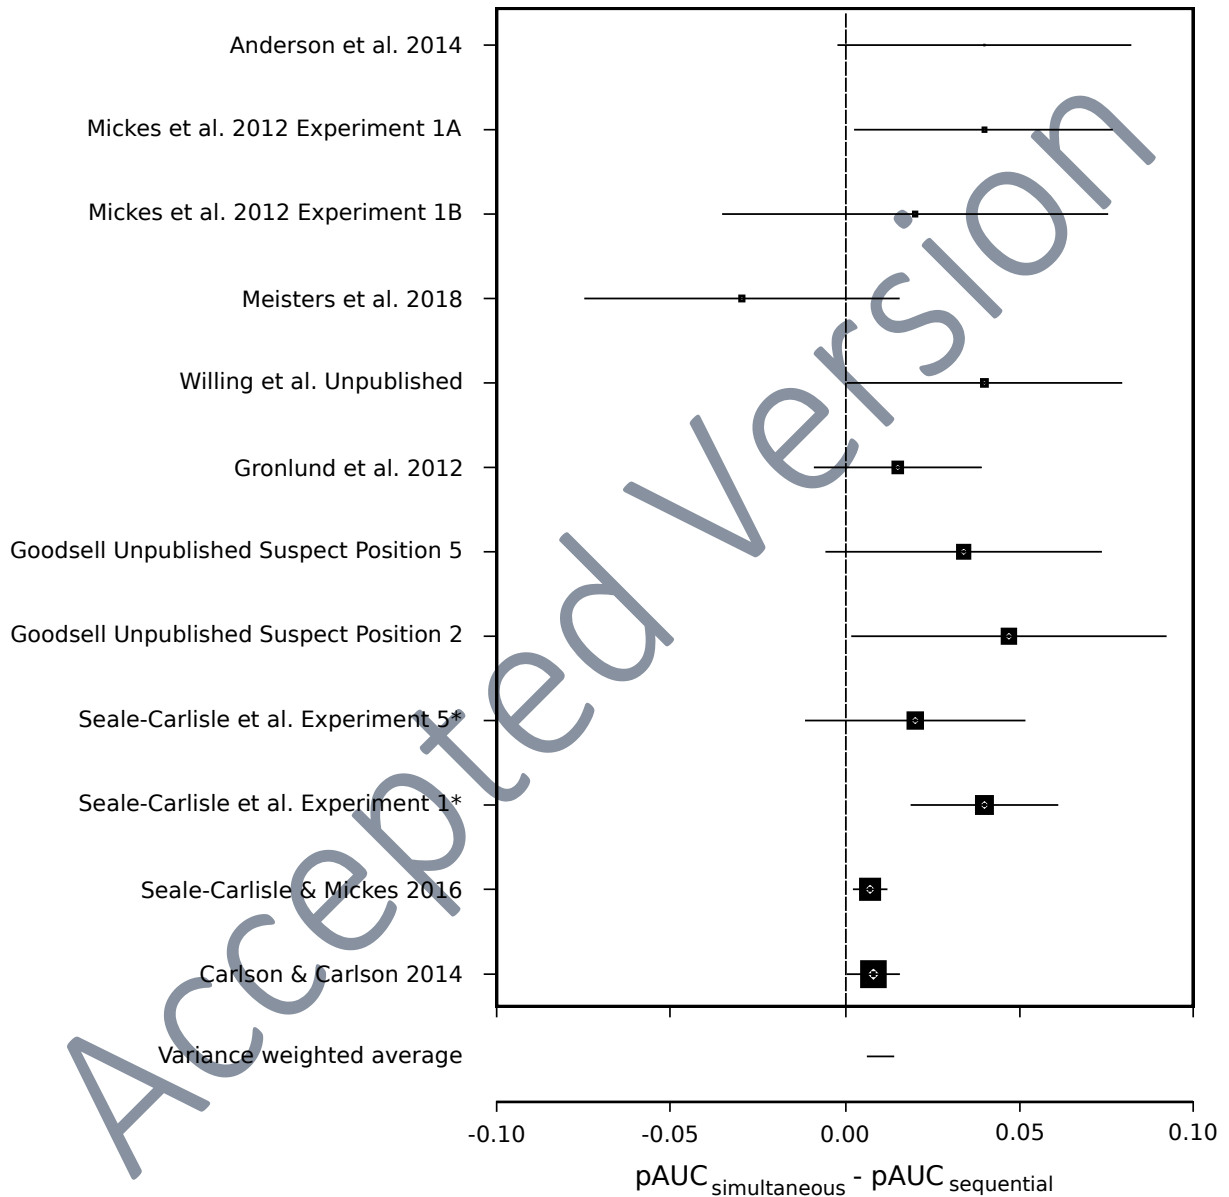 Anderson et al. 2014
Mickes et al. 2012 Experiment 1A
Mickes et al. 2012 Experiment 1B
Meisters et al. 2018
Willing et al. Unpublished
Gronlund et al. 2012
Goodsell Unpublished Suspect Position 5
Goodsell Unpublished Suspect Position 2
Seale-Carlisle et al. Experiment 5*
Seale-Carlisle et al. Experiment 1*
Seale-Carlisle & Mickes 2016
Carlson & Carlson 2014
Variance weighted average
-0.10 -0.05 0.00 0.05 0.10
pAUC simultaneous - pAUC sequential
Accepted Version